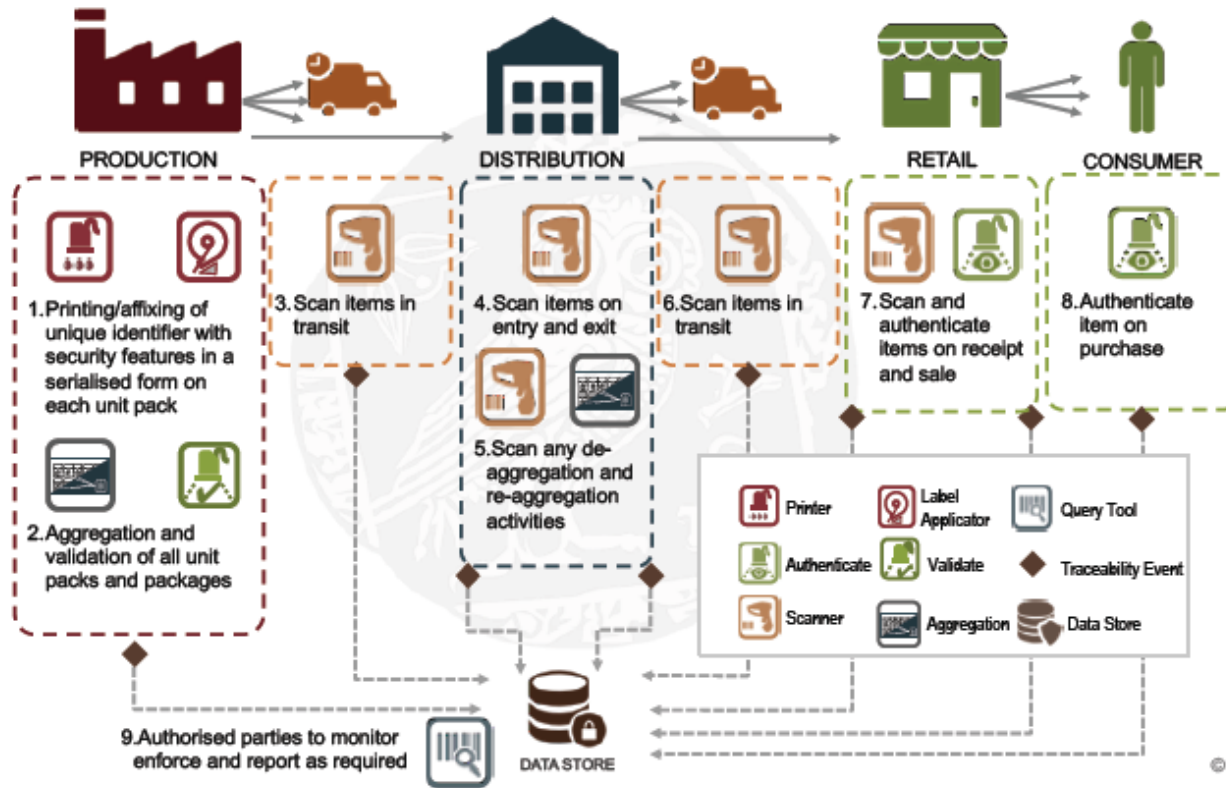 PRODUCTION
DISTRIBUTION
RETAIL
CONSUMER
1.Printing/affixing of
unique identifier with
security features in a
serialised form on
each unit pack
2.Aggregation and
validation of all unit
packs and packages
3.Scan items in
transit
4.Scan items on
entry and exit
5.Scan any de-
aggregation and
re-aggregation
activities
6.Scan items in
transit
7.Scan and
authenticate
items on receipt
and sale
8.Authenticate
item on
purchase
Printer
Label
Applicator
Query Tool
Authenticate
Validate
Traceability Event
Scanner
Aggregation
Data Store
9.Authorised parties to monitor
enforce and report as required
DATA STORE
©